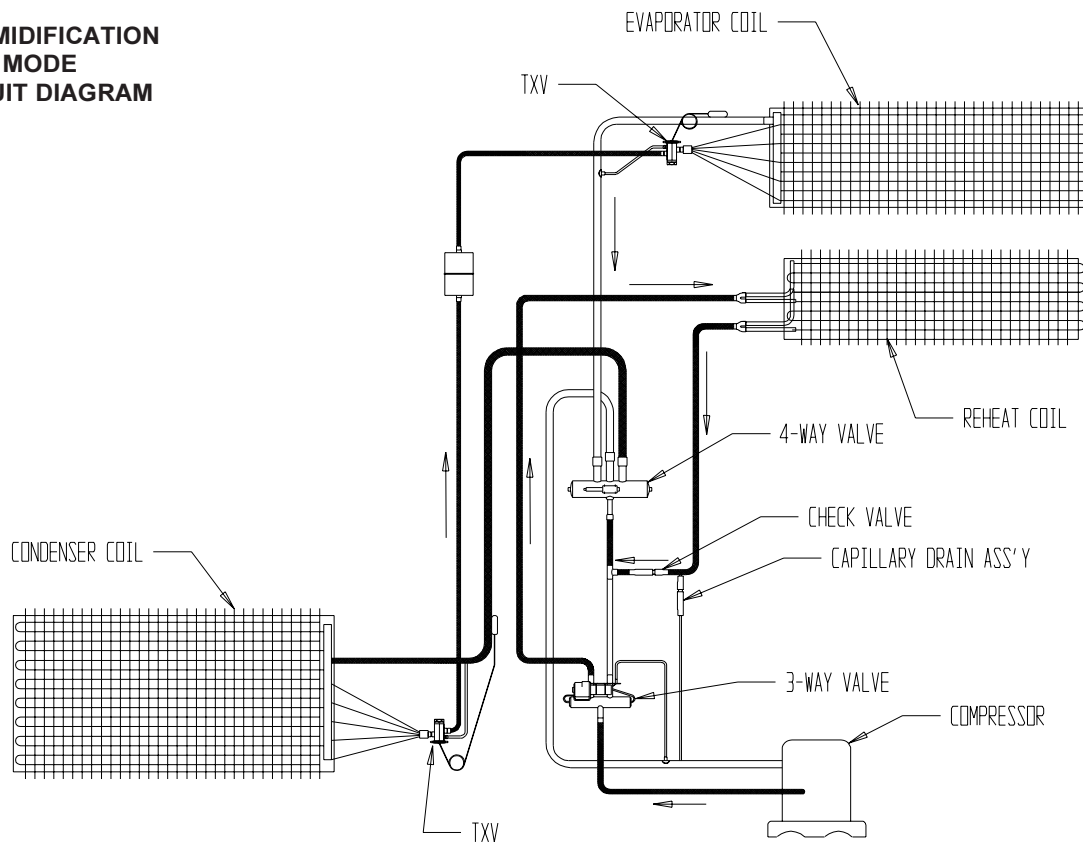 MIDIFICATION
MODE
UIT DIAGRAM
EVAPORATOR COIL
TXV
REHEAT COIL
4-WAY VALVE
CHECK VALVE
CAPILLARY DRAIN ASS'Y
CONDENSER COIL
3-WAY VALVE
COMPRESSOR
TXV